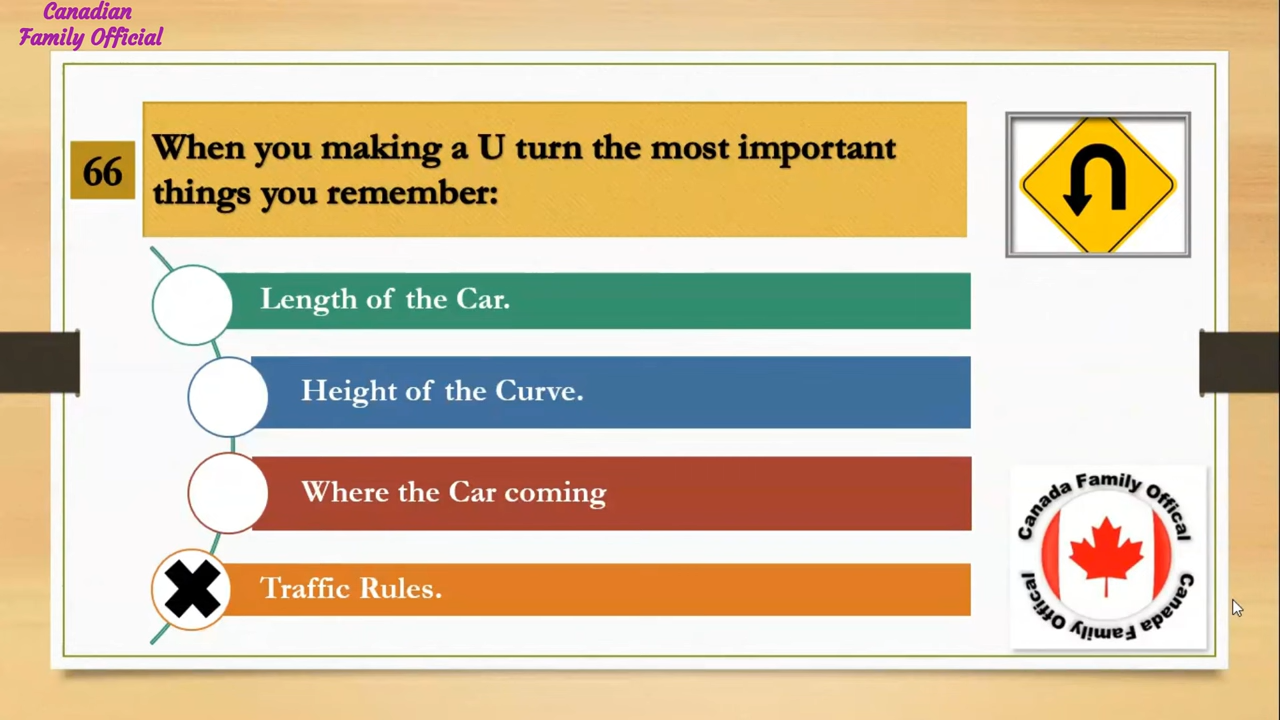 Canadian
Family Official
66
When you making a U turn the most important
things you remember:
Length of the Car.
Height of the Curve.
Where the Car coming
Traffic Rules.
Canada Family Offical
Canada Family Offical